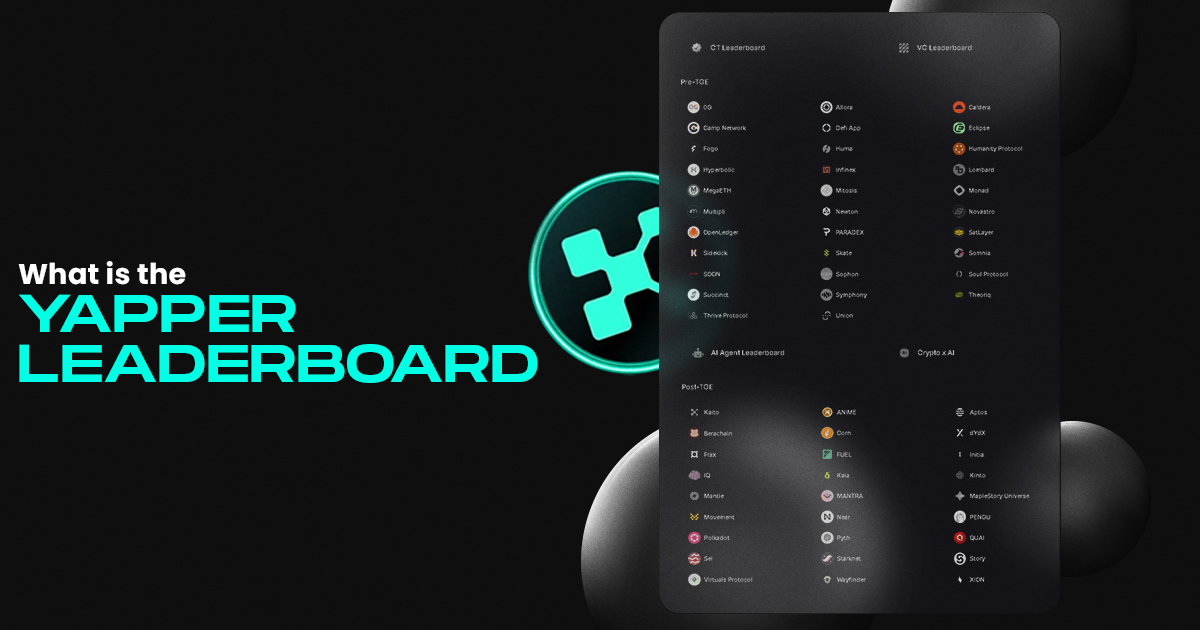 What is the
YAPPER
LEADERBOARD
CT Leaderboard
VC Leaderboard
Pre-TGE
0G Allora Caldera
Camp Network Defi App Eclipse
Fogo Huma Humanity Protocol
Hyperbolic Infinex Lombard
MegaETH Mitosis Monad
Multipli Newton Novastro
OpenLedger PARADEX SatLayer
Sidekick Skate Somnia
SOON Sophon Soul Protocol
Succinct Symphony Theoriq
Thrive Protocol Union
AI Agent Leaderboard
Crypto x AI
Post-TGE
Kaito ANIME Aptos
Berachain Corn dYdX
Frax FUEL Initia
IQ Kaia Kinto
Mantle MANTRA MapleStory Universe
Movement Near PENGU
Polkadot Pyth QUAI
Sei Starknet Story
Virtuals Protocol Wayfinder XION